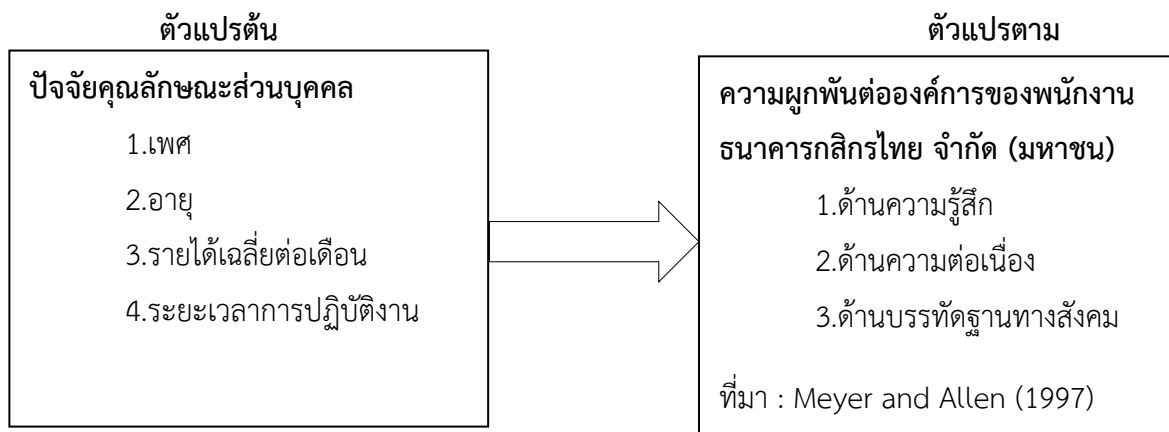 ตัวแปรต้น
ปัจจัยคุณลักษณะส่วนบุคคล
1.เพศ
2.อายุ
3.รายได้เฉลี่ยต่อเดือน
4.ระยะเวลาการปฏิบัติงาน
ตัวแปรตาม
ความผูกพันต่อองค์การของพนักงาน
ธนาคารกสิกรไทย จำกัด (มหาชน)
1.ด้านความรู้สึก
2.ด้านความต่อเนื่อง
3.ด้านบรรทัดฐานทางสังคม
ที่มา : Meyer and Allen (1997)